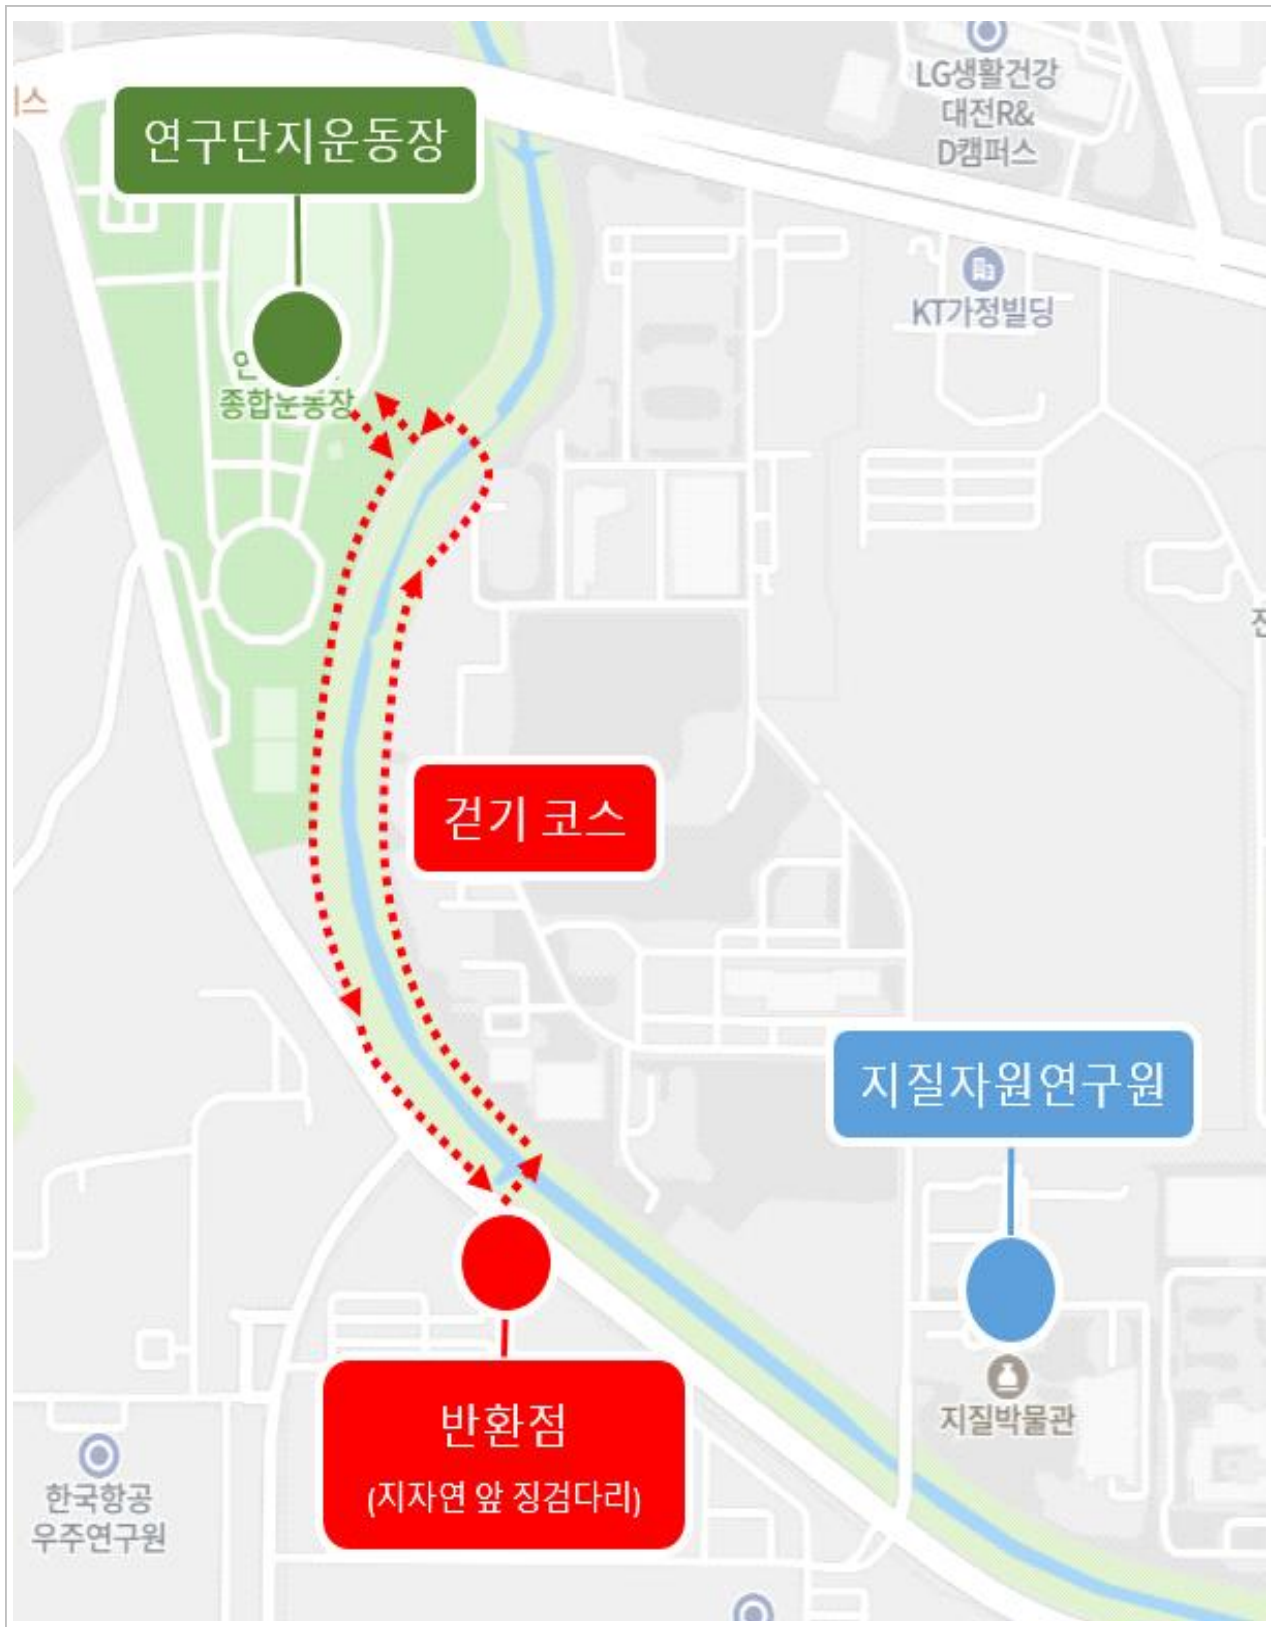 LG생활건강
대전R&
D캠퍼스
연구단지운동장
KT가정빌딩
종합운동장
걷기 코스
지질자원연구원
반환점
(지자연 앞 징검다리)
지질박물관
한국항공
우주연구원